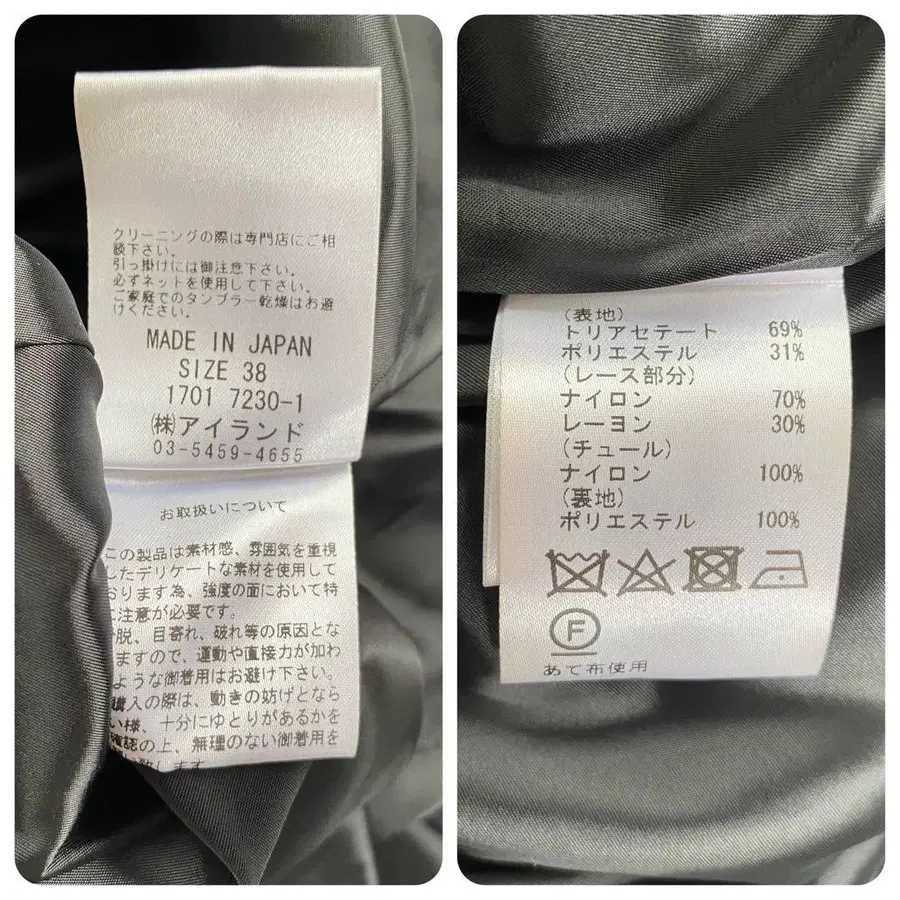 クリーニングの際は専門店にご相
談下さい。
引っ掛けには御注意下さい。
必ずネットを使用して下さい。
ご家庭でのタンブラー乾燥はお避
けください。
MADE IN JAPAN
SIZE 38
1701 7230-1
㈱アイランド
03-5459-4655
お取扱いについて
この製品は素材感、雰囲気を重視
したデリケートな素材を使用して
おります為、強度の面において特
に注意が必要です。
脱、目寄れ、破れ等の原因とな
ますので、運動や直接力が加わ
ような御着用はお避け下さい。
購入の際は、動きの妨げとなら
い様、十分にゆとりがあるかを
確認の上、無理のない御着用を
致します
(表地)
トリアセテート 69%
ポリエステル 31%
(レース部分)
ナイロン 70%
レーヨン 30%
(チュール)
ナイロン 100%
(裏地)
ポリエステル 100%
F
あて布使用